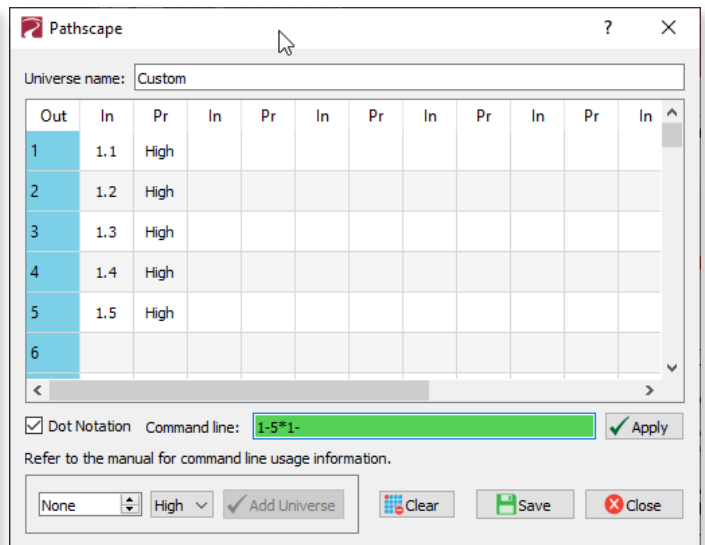 Pathscape ?
Universe name: Custom
Out In Pr In Pr In Pr In Pr In Pr In
1 1.1 High
2 1.2 High
3 1.3 High
4 1.4 High
5 1.5 High
6
Dot Notation Command line: 1-5*1- Apply
Refer to the manual for command line usage information.
None High Add Universe Clear Save Close